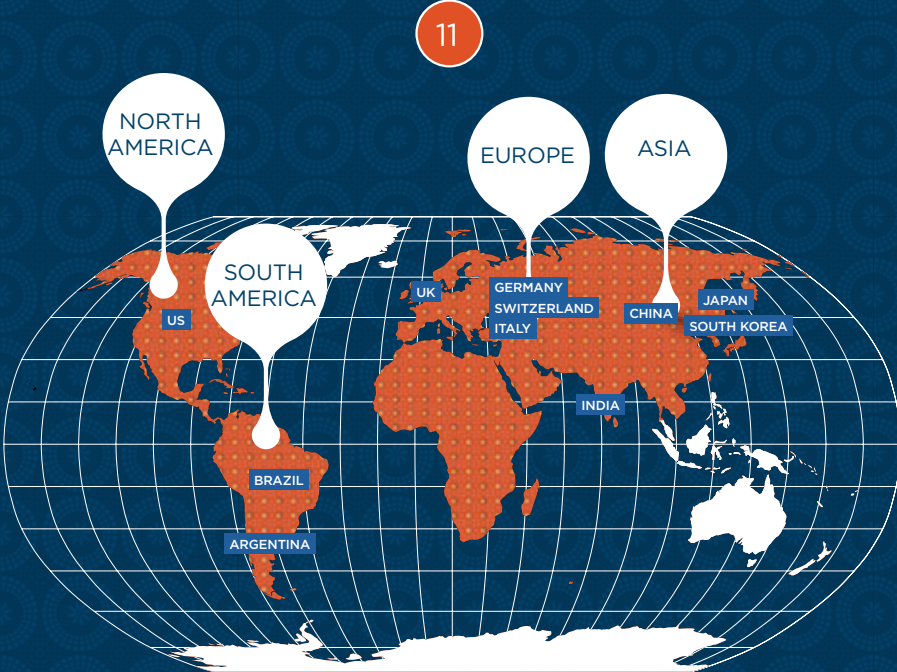 11
NORTH
AMERICA
EUROPE
ASIA
SOUTH
AMERICA
UK
GERMANY
SWITZERLAND
ITALY
US
CHINA
JAPAN
SOUTH KOREA
INDIA
BRAZIL
ARGENTINA